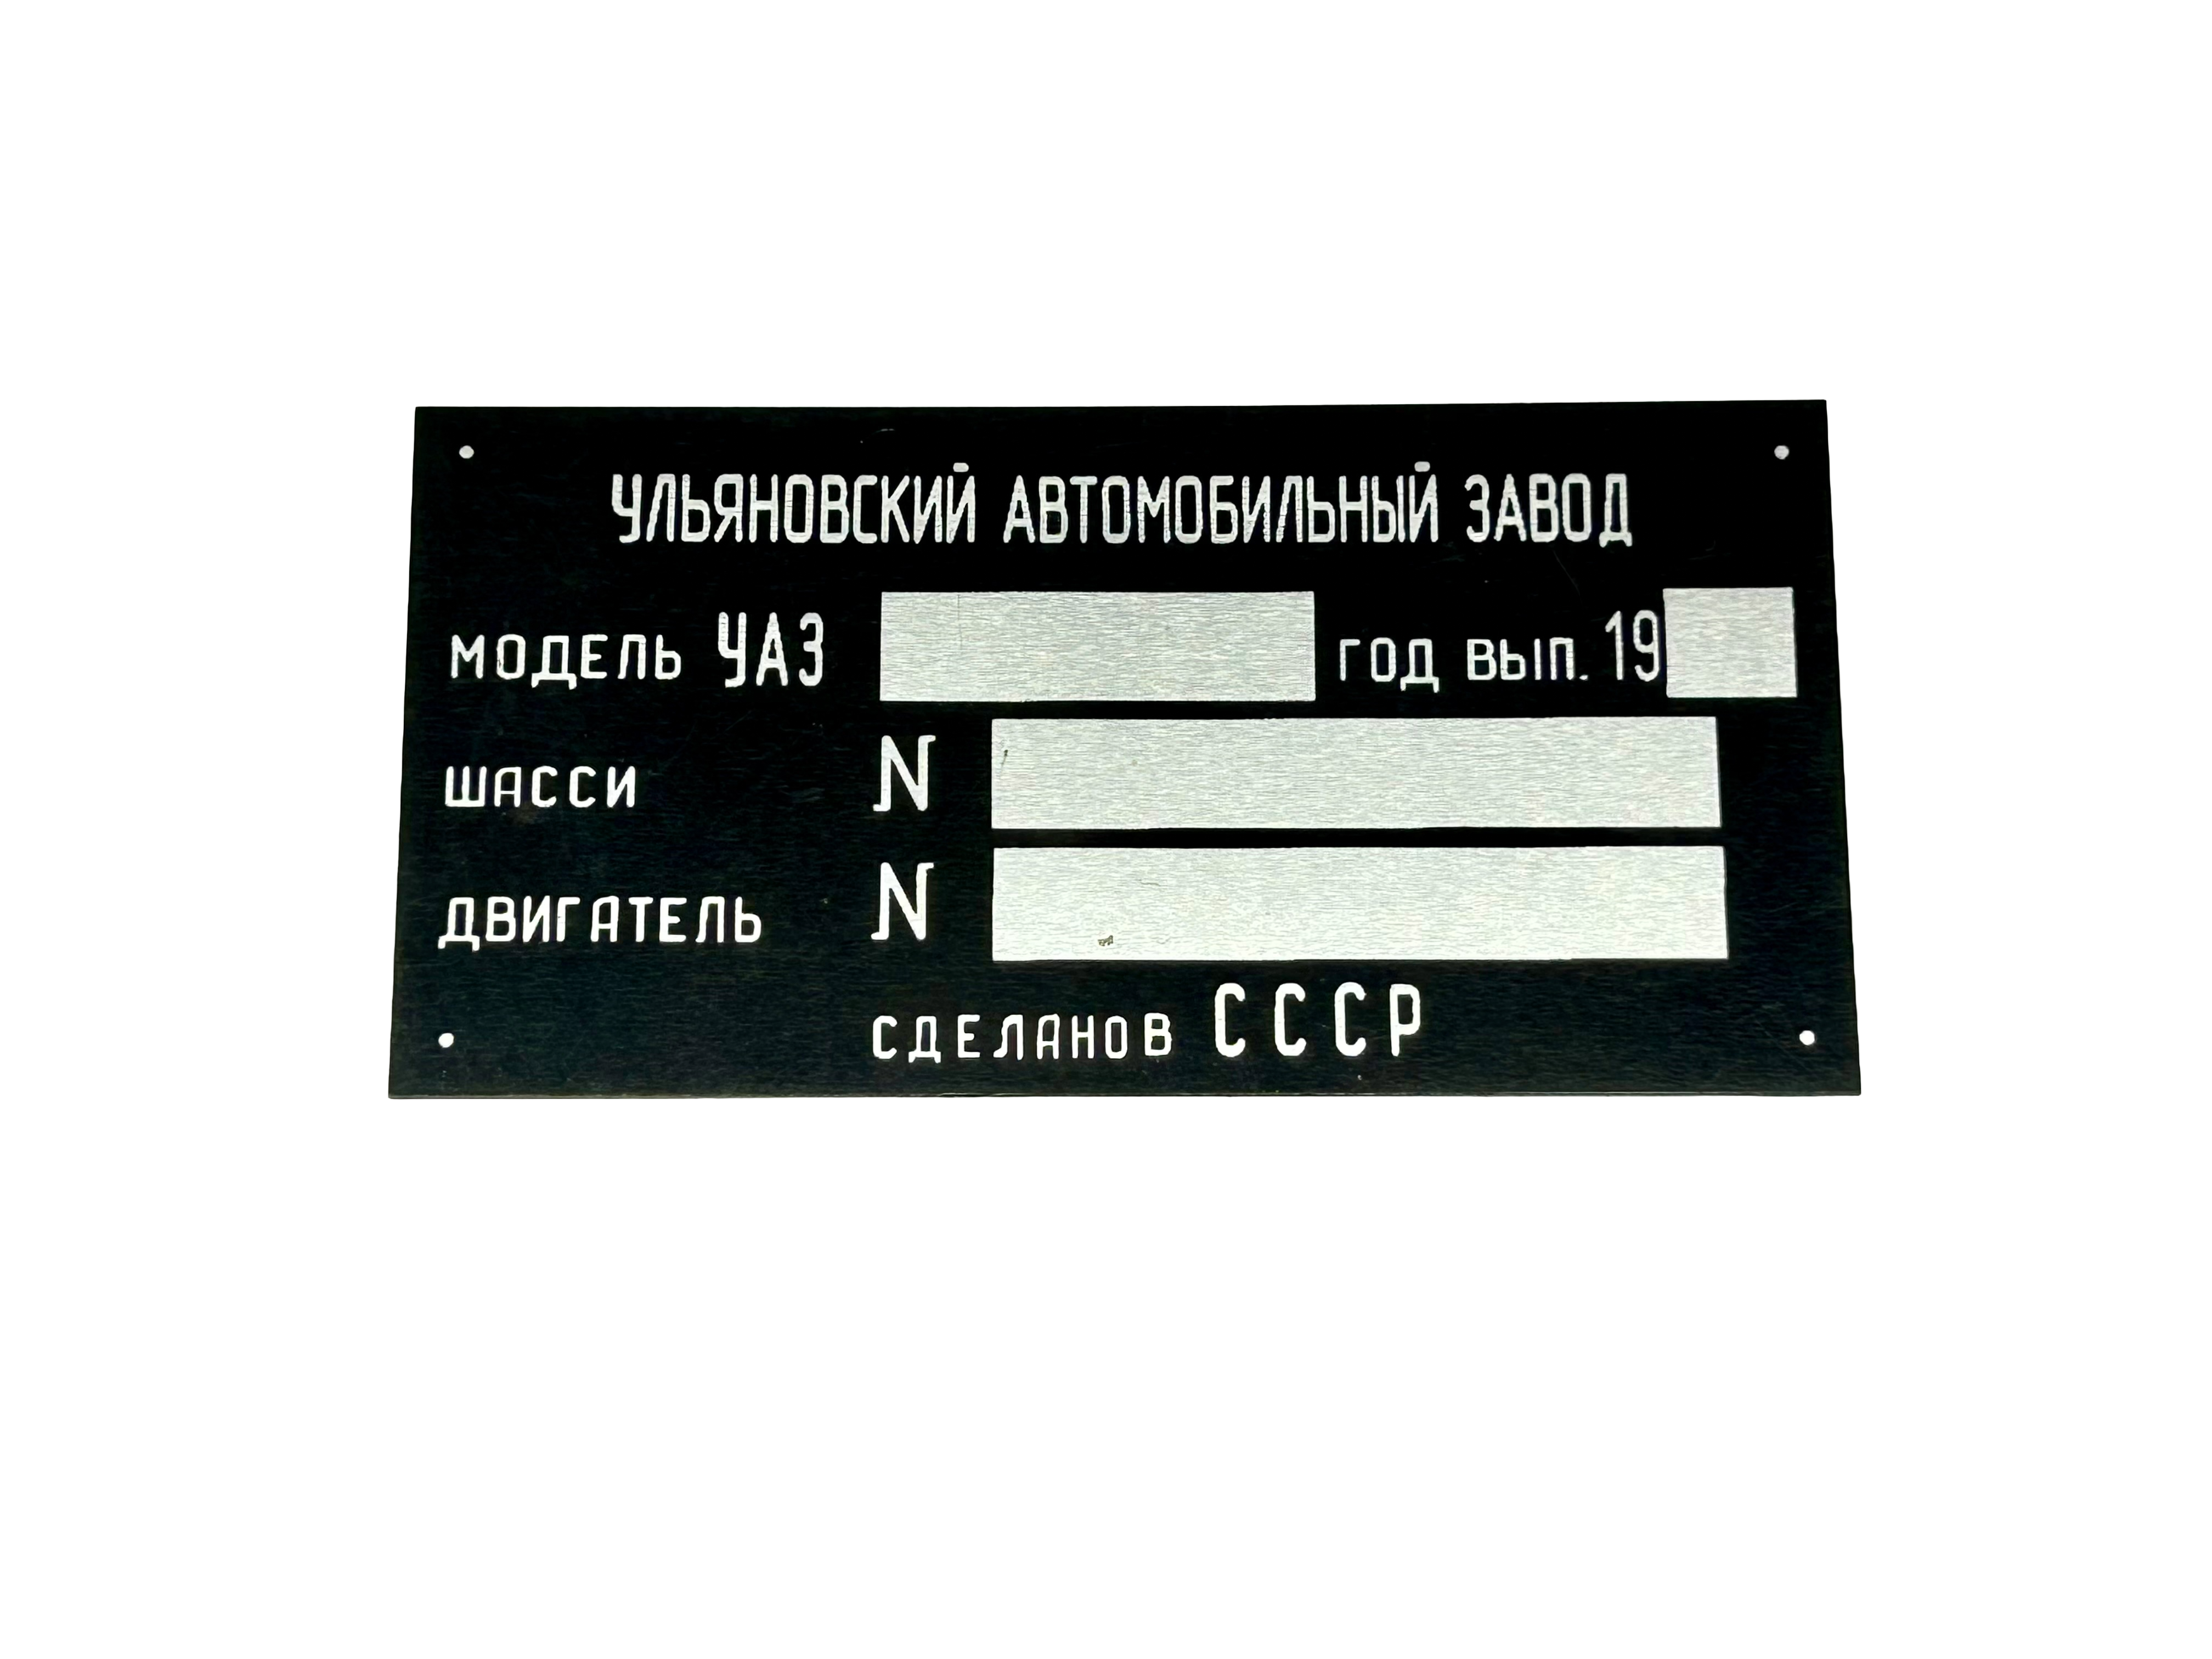 УЛЬЯНОВСКИЙ АВТОМОБИЛЬНЫЙ ЗАВОД
МОДЕЛЬ УАЗ ГОД ВЫП. 19
ШАССИ N
ДВИГАТЕЛЬ N
СДЕЛАНОВ СССР